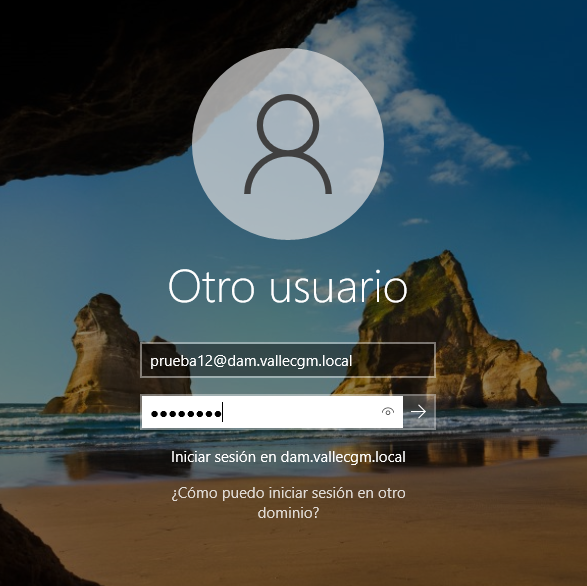 Otro usuario
prueba12@dam.vallecgm.local
●●●●●●●●
Iniciar sesión en dam.vallecgm.local
¿Cómo puedo iniciar sesión en otro
dominio?